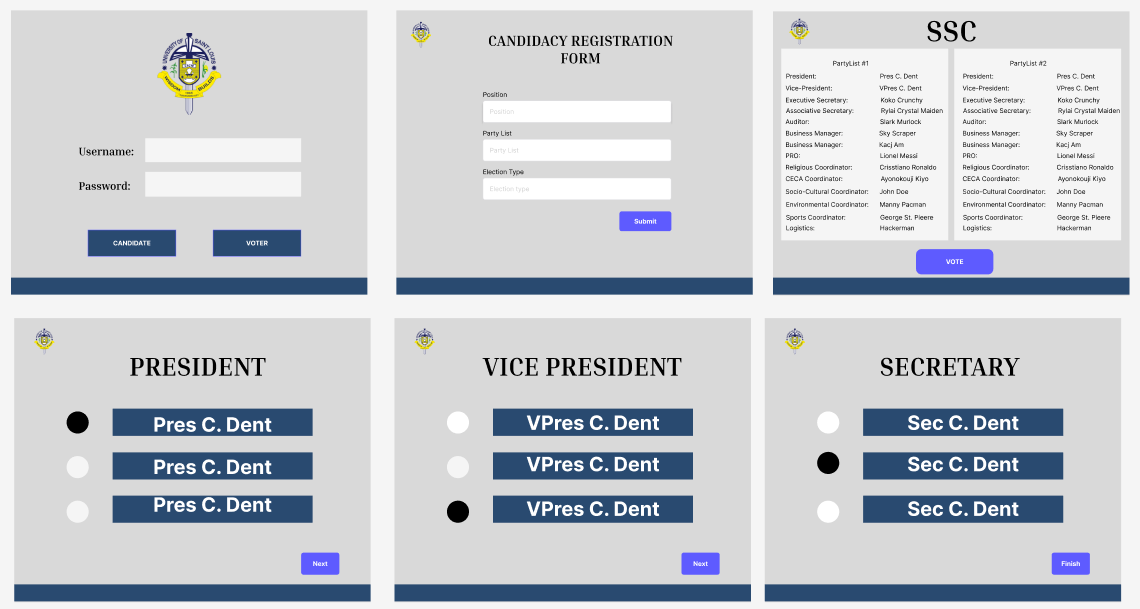 UNIVERSITY OF SAINT LOUIS
WISDOM BUILDS
Username:
Password:
CANDIDATE
VOTER
CANDIDACY REGISTRATION
FORM
Position
Position
Party List
Party List
Election Type
Election type
Submit
SSC
PartyList #1
President: Pres C. Dent
Vice-President: VPres C. Dent
Executive Secretary: Koko Crunchy
Associative Secretary: Rylai Crystal Maiden
Auditor: Slark Murlock
Business Manager: Sky Scraper
Business Manager: Kacj Am
PRO: Lionel Messi
Religious Coordinator: Crisstiano Ronaldo
CECA Coordinator: Ayonokouji Kiyo
Socio-Cultural Coordinator: John Doe
Environmental Coordinator: Manny Pacman
Sports Coordinator: George St. Pieere
Logistics: Hackerman
PartyList #2
President: Pres C. Dent
Vice-President: VPres C. Dent
Executive Secretary: Koko Crunchy
Associative Secretary: Rylai Crystal Maiden
Auditor: Slark Murlock
Business Manager: Sky Scraper
Business Manager: Kacj Am
PRO: Lionel Messi
Religious Coordinator: Crisstiano Ronaldo
CECA Coordinator: Ayonokouji Kiyo
Socio-Cultural Coordinator: John Doe
Environmental Coordinator: Manny Pacman
Sports Coordinator: George St. Pieere
Logistics: Hackerman
VOTE
PRESIDENT
Pres C. Dent
Pres C. Dent
Pres C. Dent
Next
VICE PRESIDENT
VPres C. Dent
VPres C. Dent
VPres C. Dent
Next
SECRETARY
Sec C. Dent
Sec C. Dent
Sec C. Dent
Finish